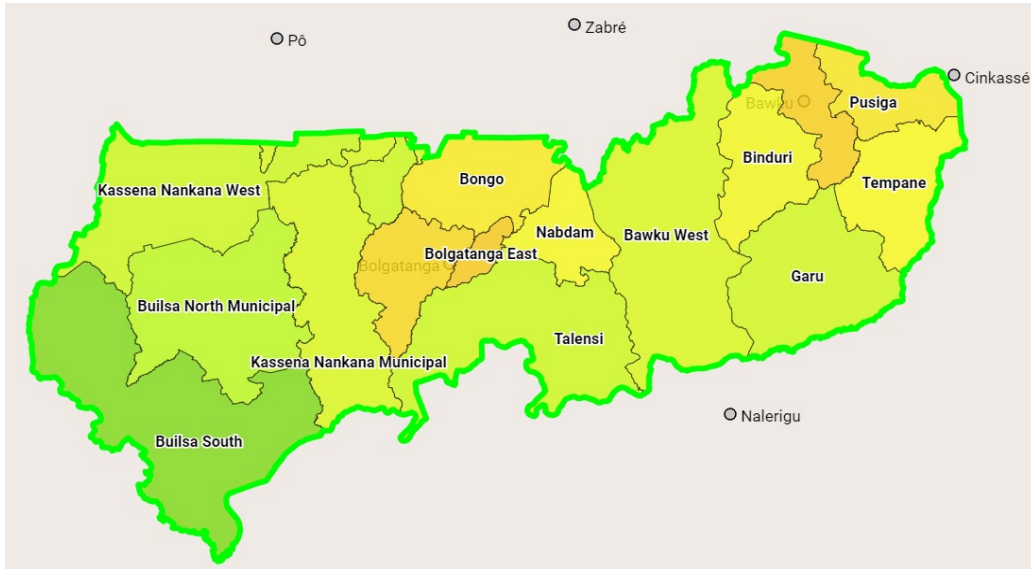 Zabré
Pô
Cinkassé
Bawku
Pusiga
Binduri
Bongo
Tempane
Kassena Nankana West
Nabdam
Bawku West
Bolgatanga East
Bolgatanga
Garu
Builsa North Municipal
Talensi
Kassena Nankana Municipal
Nalerigu
Builsa South